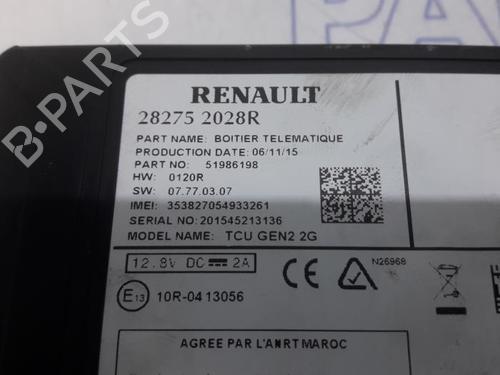 RENAULT
28275 2028R
PART NAME: BOITIER TELEMATIQUE
PRODUCTION DATE: 06/11/15
PART NO: 51986198
HW: 0120R
SW: 07.77.03.07
IMEI: 353827054933261
SERIAL NO: 201545213136
MODEL NAME: TCU GEN2 2G
12.8V DC 2A
CE
N26968
E13 10R-04 13056
AGREE PAR L'ANRT MAROC